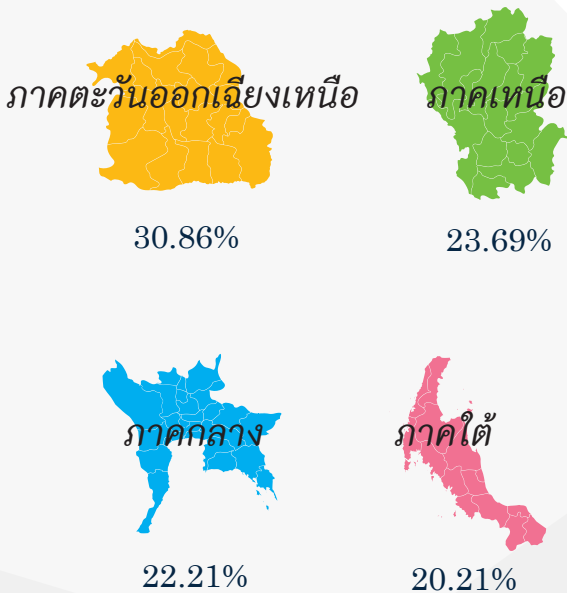 ภาคตะวันออกเฉียงเหนือ
30.86%
ภาคเหนือ
23.69%
ภาคกลาง
22.21%
ภาคใต้
20.21%